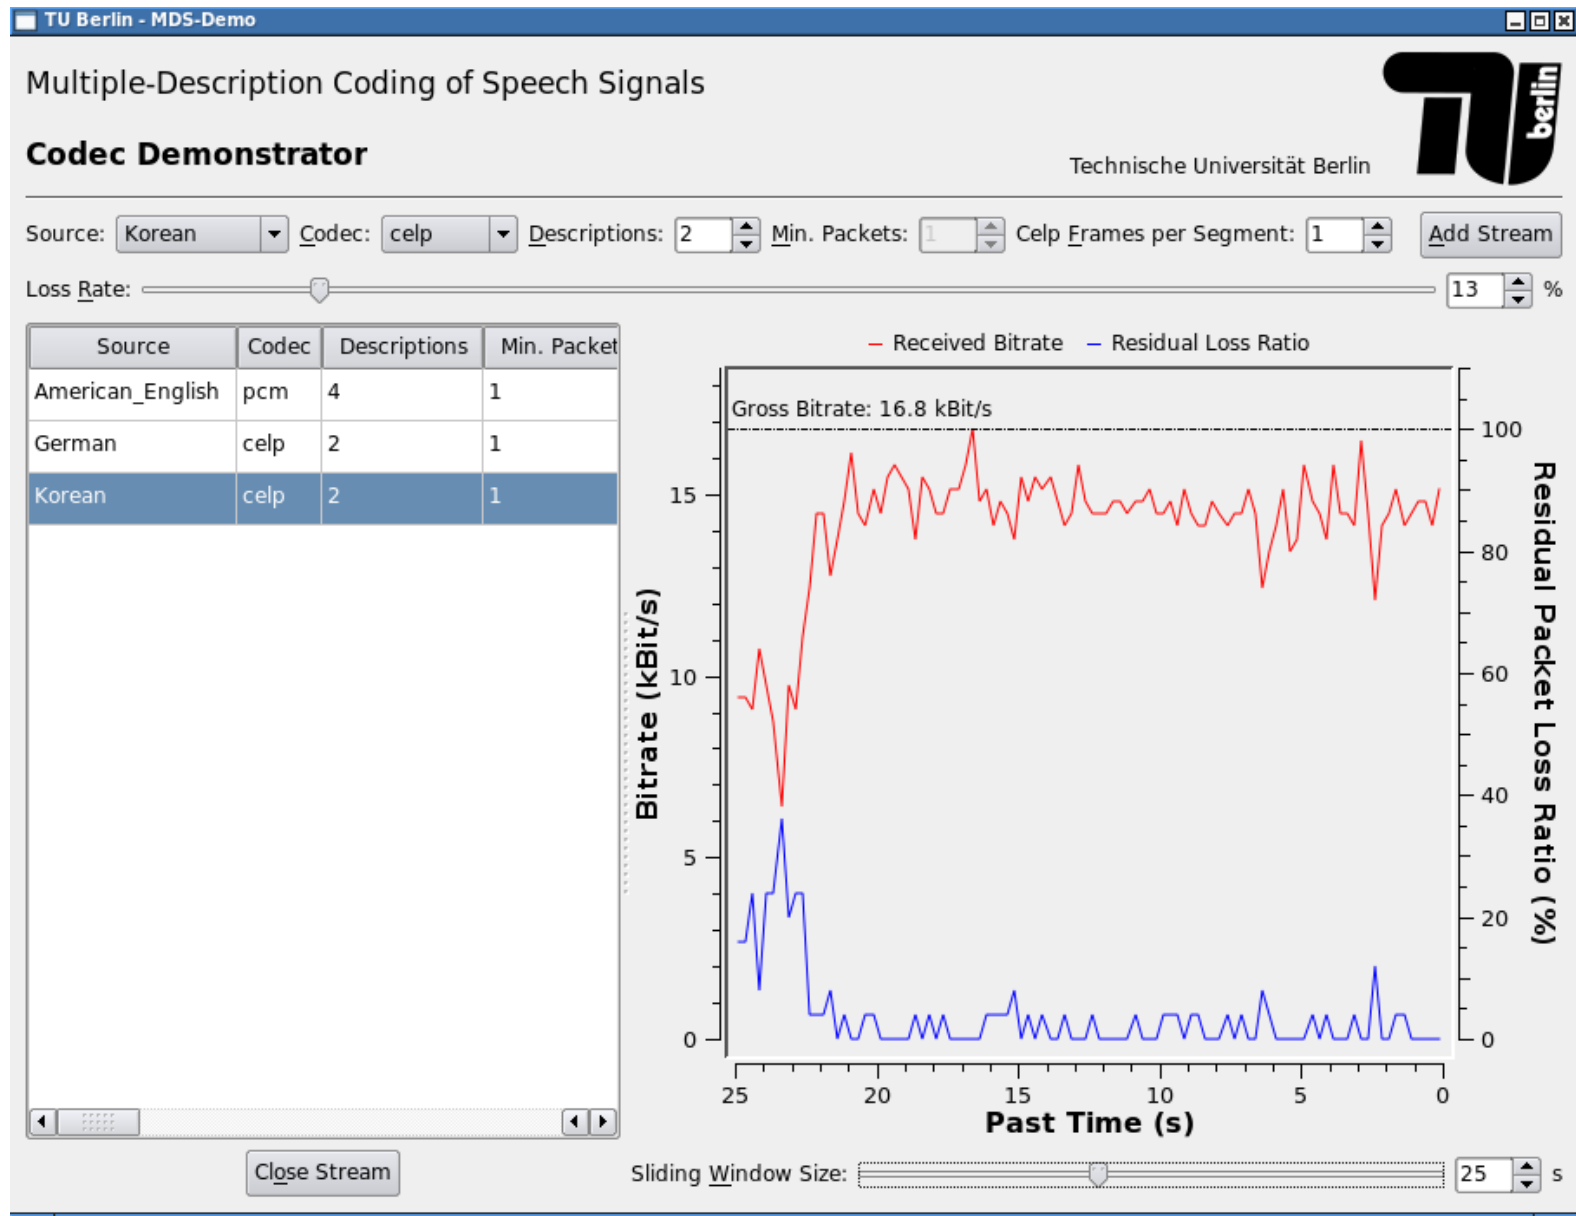 TU Berlin - MDS-Demo
Multiple-Description Coding of Speech Signals
berlin
Codec Demonstrator
Technische Universität Berlin
Source: Korean Codec: celp Descriptions: 2 Min. Packets: 1 Celp Frames per Segment: 1 Add Stream
Loss Rate: 13 %
Source Codec Descriptions Min. Packet
American_English pcm 4 1
German celp 2 1
Korean celp 2 1
Received Bitrate Residual Loss Ratio
Gross Bitrate: 16.8 kBit/s
15
10
5
0
Bitrate (kBit/s)
100
80
60
40
20
0
Residual Packet Loss Ratio (%)
25 20 15 10 5 0
Past Time (s)
Close Stream
Sliding Window Size: 25 s